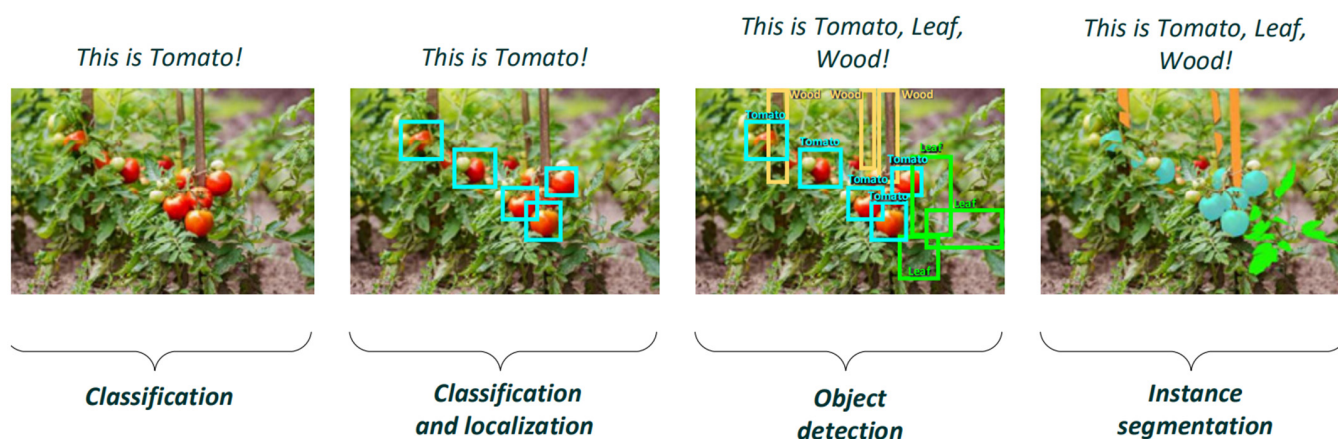 This is Tomato!
This is Tomato!
This is Tomato, Leaf,
Wood!
This is Tomato, Leaf,
Wood!
Wood
Wood
Wood
Tomato
Tomato
Leaf
Tomato
Tomato
Tomato
Leaf
Leaf
Classification
Classification
and localization
Object
detection
Instance
segmentation